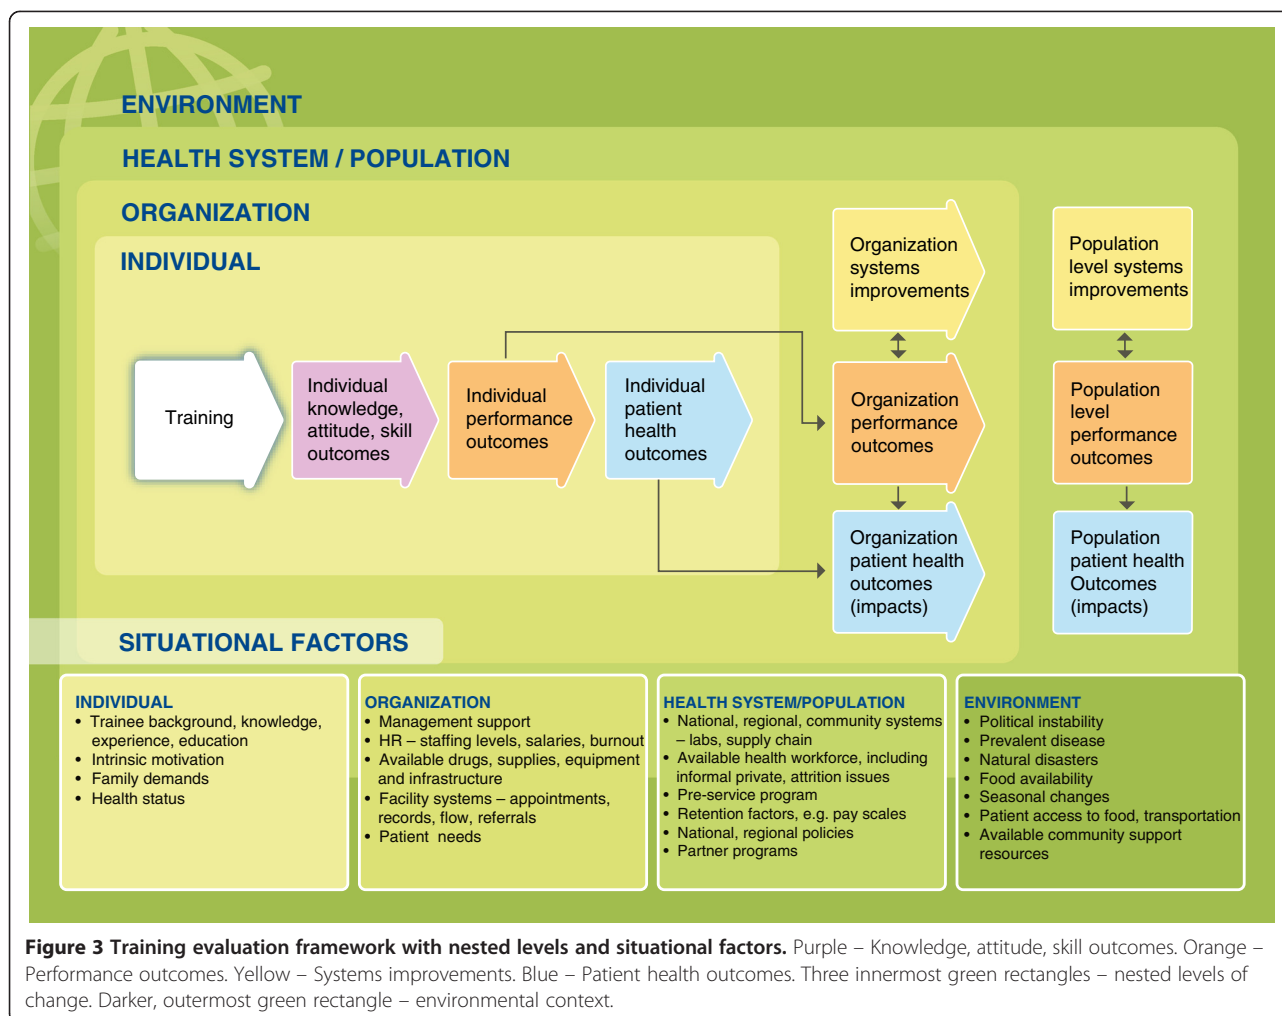 ENVIRONMENT
HEALTH SYSTEM / POPULATION
ORGANIZATION
INDIVIDUAL
Training
Individual
knowledge,
attitude, skill
outcomes
Individual
performance
outcomes
Individual
patient
health
outcomes
Organization
systems
improvements
Organization
performance
outcomes
Organization
patient health
outcomes
(impacts)
Population
level systems
improvements
Population
level
performance
outcomes
Population
patient health
Outcomes
(impacts)
SITUATIONAL FACTORS
INDIVIDUAL
• Trainee background, knowledge,
experience, education
• Intrinsic motivation
• Family demands
• Health status
ORGANIZATION
• Management support
• HR – staffing levels, salaries, burnout
• Available drugs, supplies, equipment
and infrastructure
• Facility systems – appointments,
records, flow, referrals
• Patient needs
HEALTH SYSTEM/POPULATION
• National, regional, community systems
– labs, supply chain
• Available health workforce, including
informal private, attrition issues
• Pre-service program
• Retention factors, e.g. pay scales
• National, regional policies
• Partner programs
ENVIRONMENT
• Political instability
• Prevalent disease
• Natural disasters
• Food availability
• Seasonal changes
• Patient access to food, transportation
• Available community support
resources
Figure 3 Training evaluation framework with nested levels and situational factors. Purple – Knowledge, attitude, skill outcomes. Orange –
Performance outcomes. Yellow – Systems improvements. Blue – Patient health outcomes. Three innermost green rectangles – nested levels of
change. Darker, outermost green rectangle – environmental context.